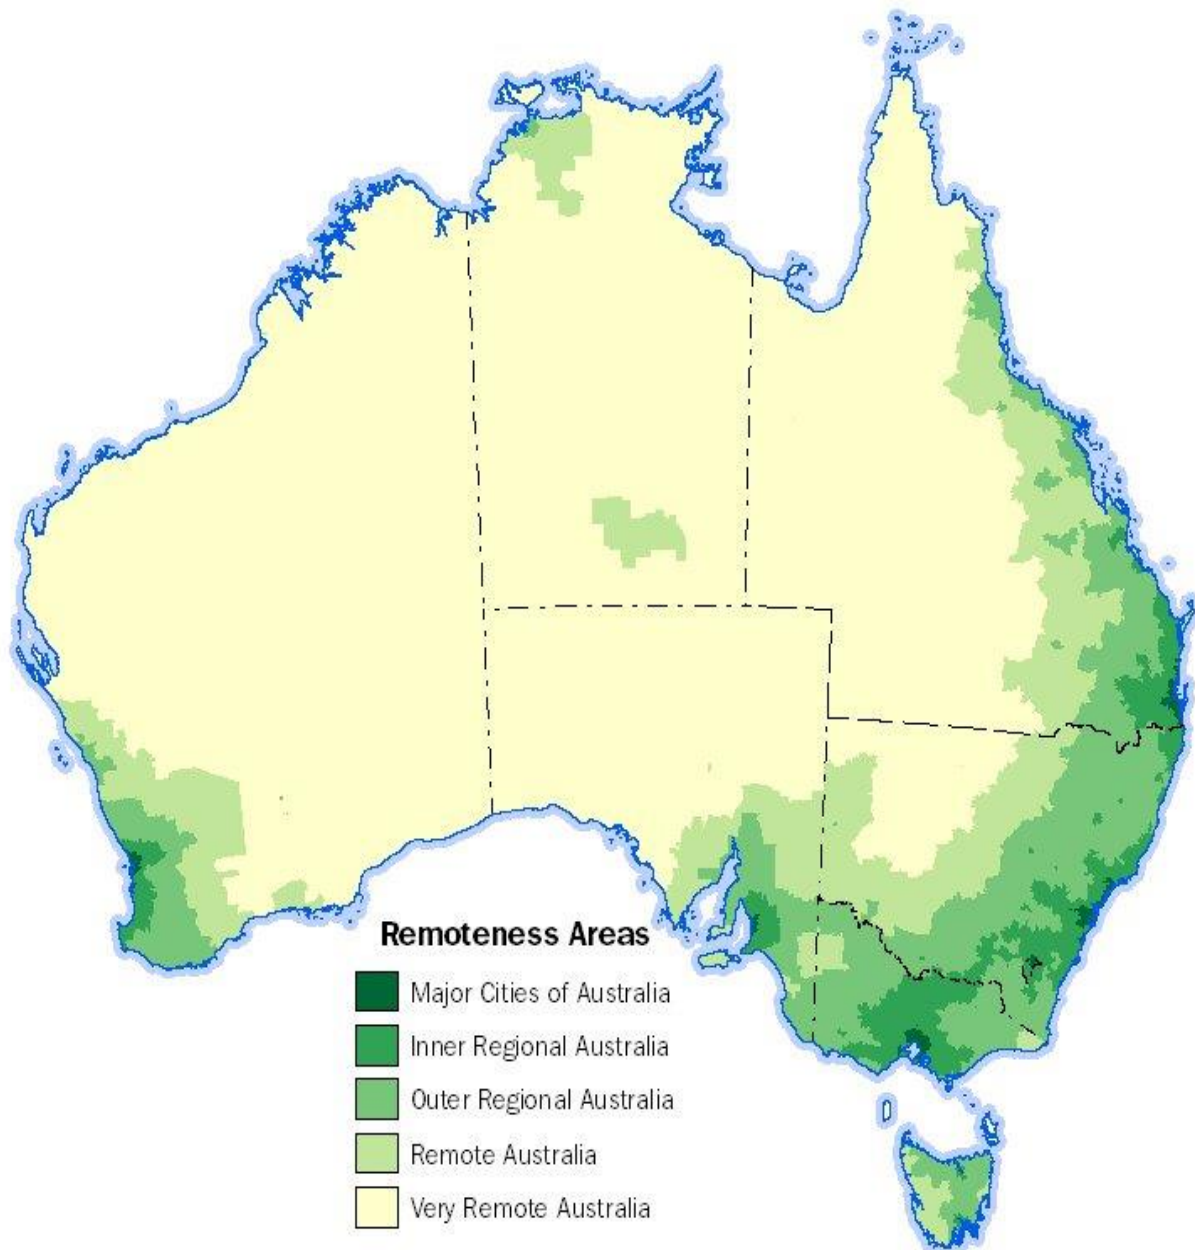 Remoteness Areas
Major Cities of Australia
Inner Regional Australia
Outer Regional Australia
Remote Australia
Very Remote Australia